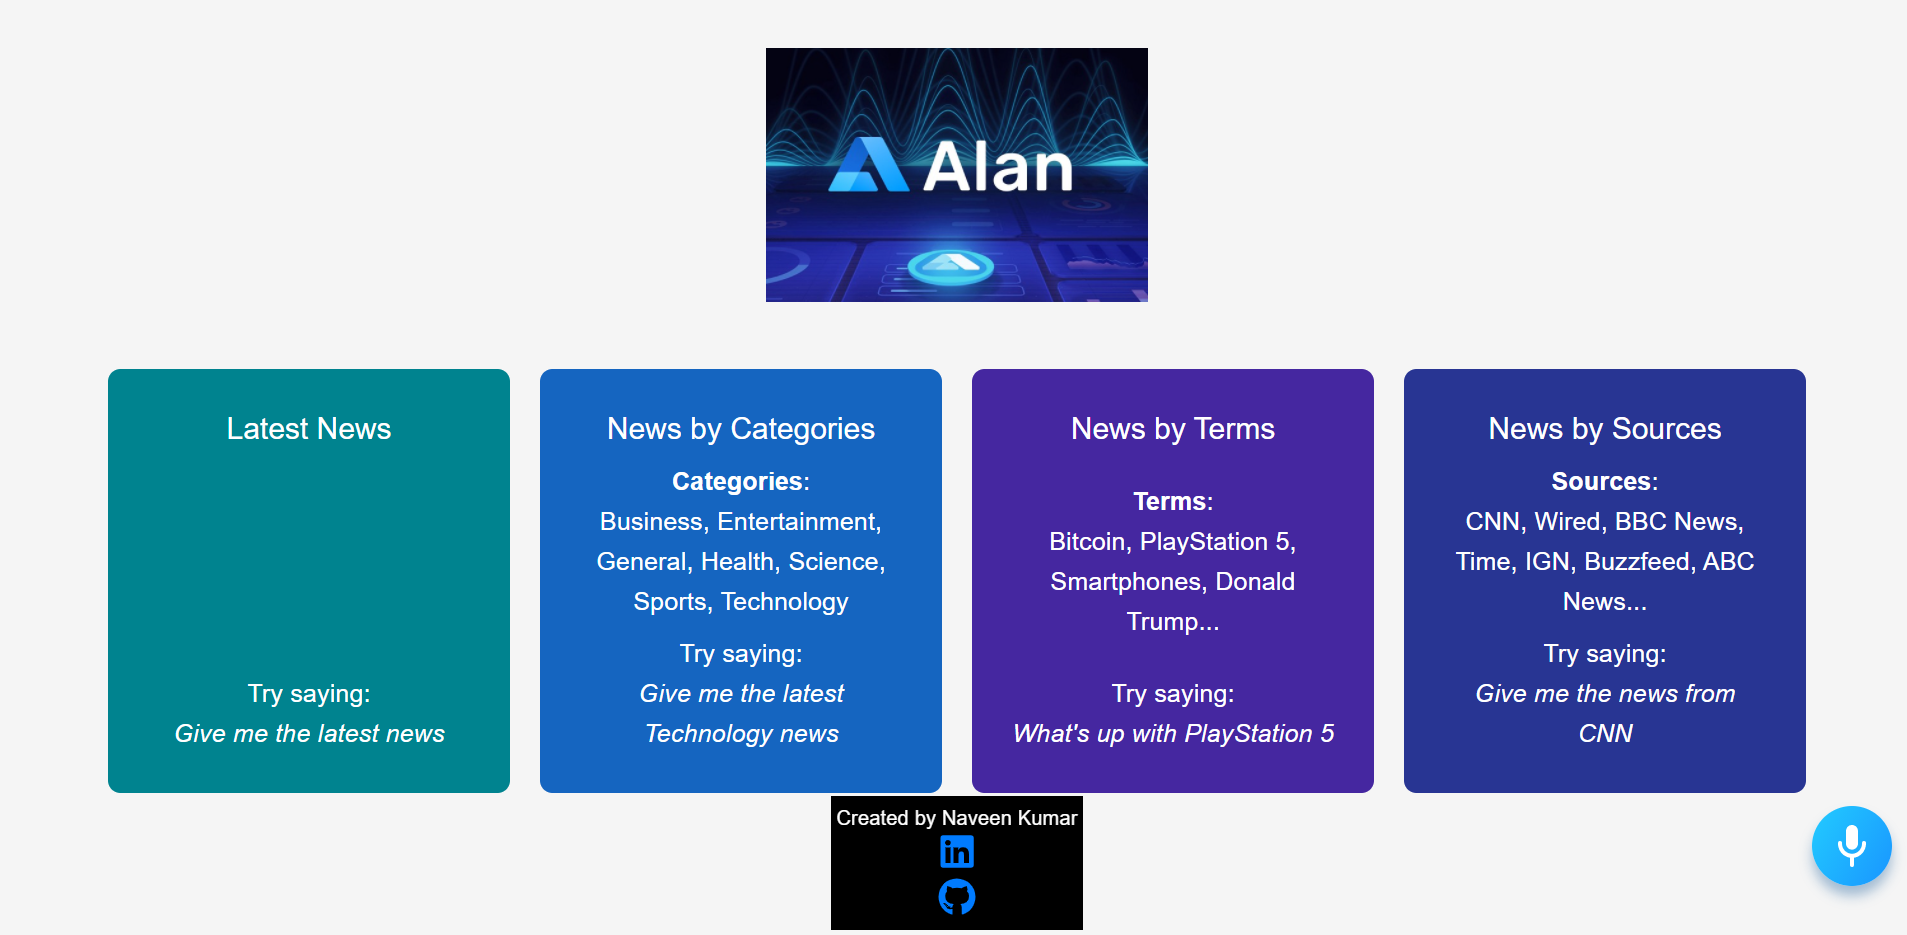 Alan
Latest News
Try saying:
Give me the latest news
News by Categories
Categories:
Business, Entertainment,
General, Health, Science,
Sports, Technology
Try saying:
Give me the latest
Technology news
News by Terms
Terms:
Bitcoin, PlayStation 5,
Smartphones, Donald
Trump...
Try saying:
What's up with PlayStation 5
News by Sources
Sources:
CNN, Wired, BBC News,
Time, IGN, Buzzfeed, ABC
News...
Try saying:
Give me the news from
CNN
Created by Naveen Kumar
in